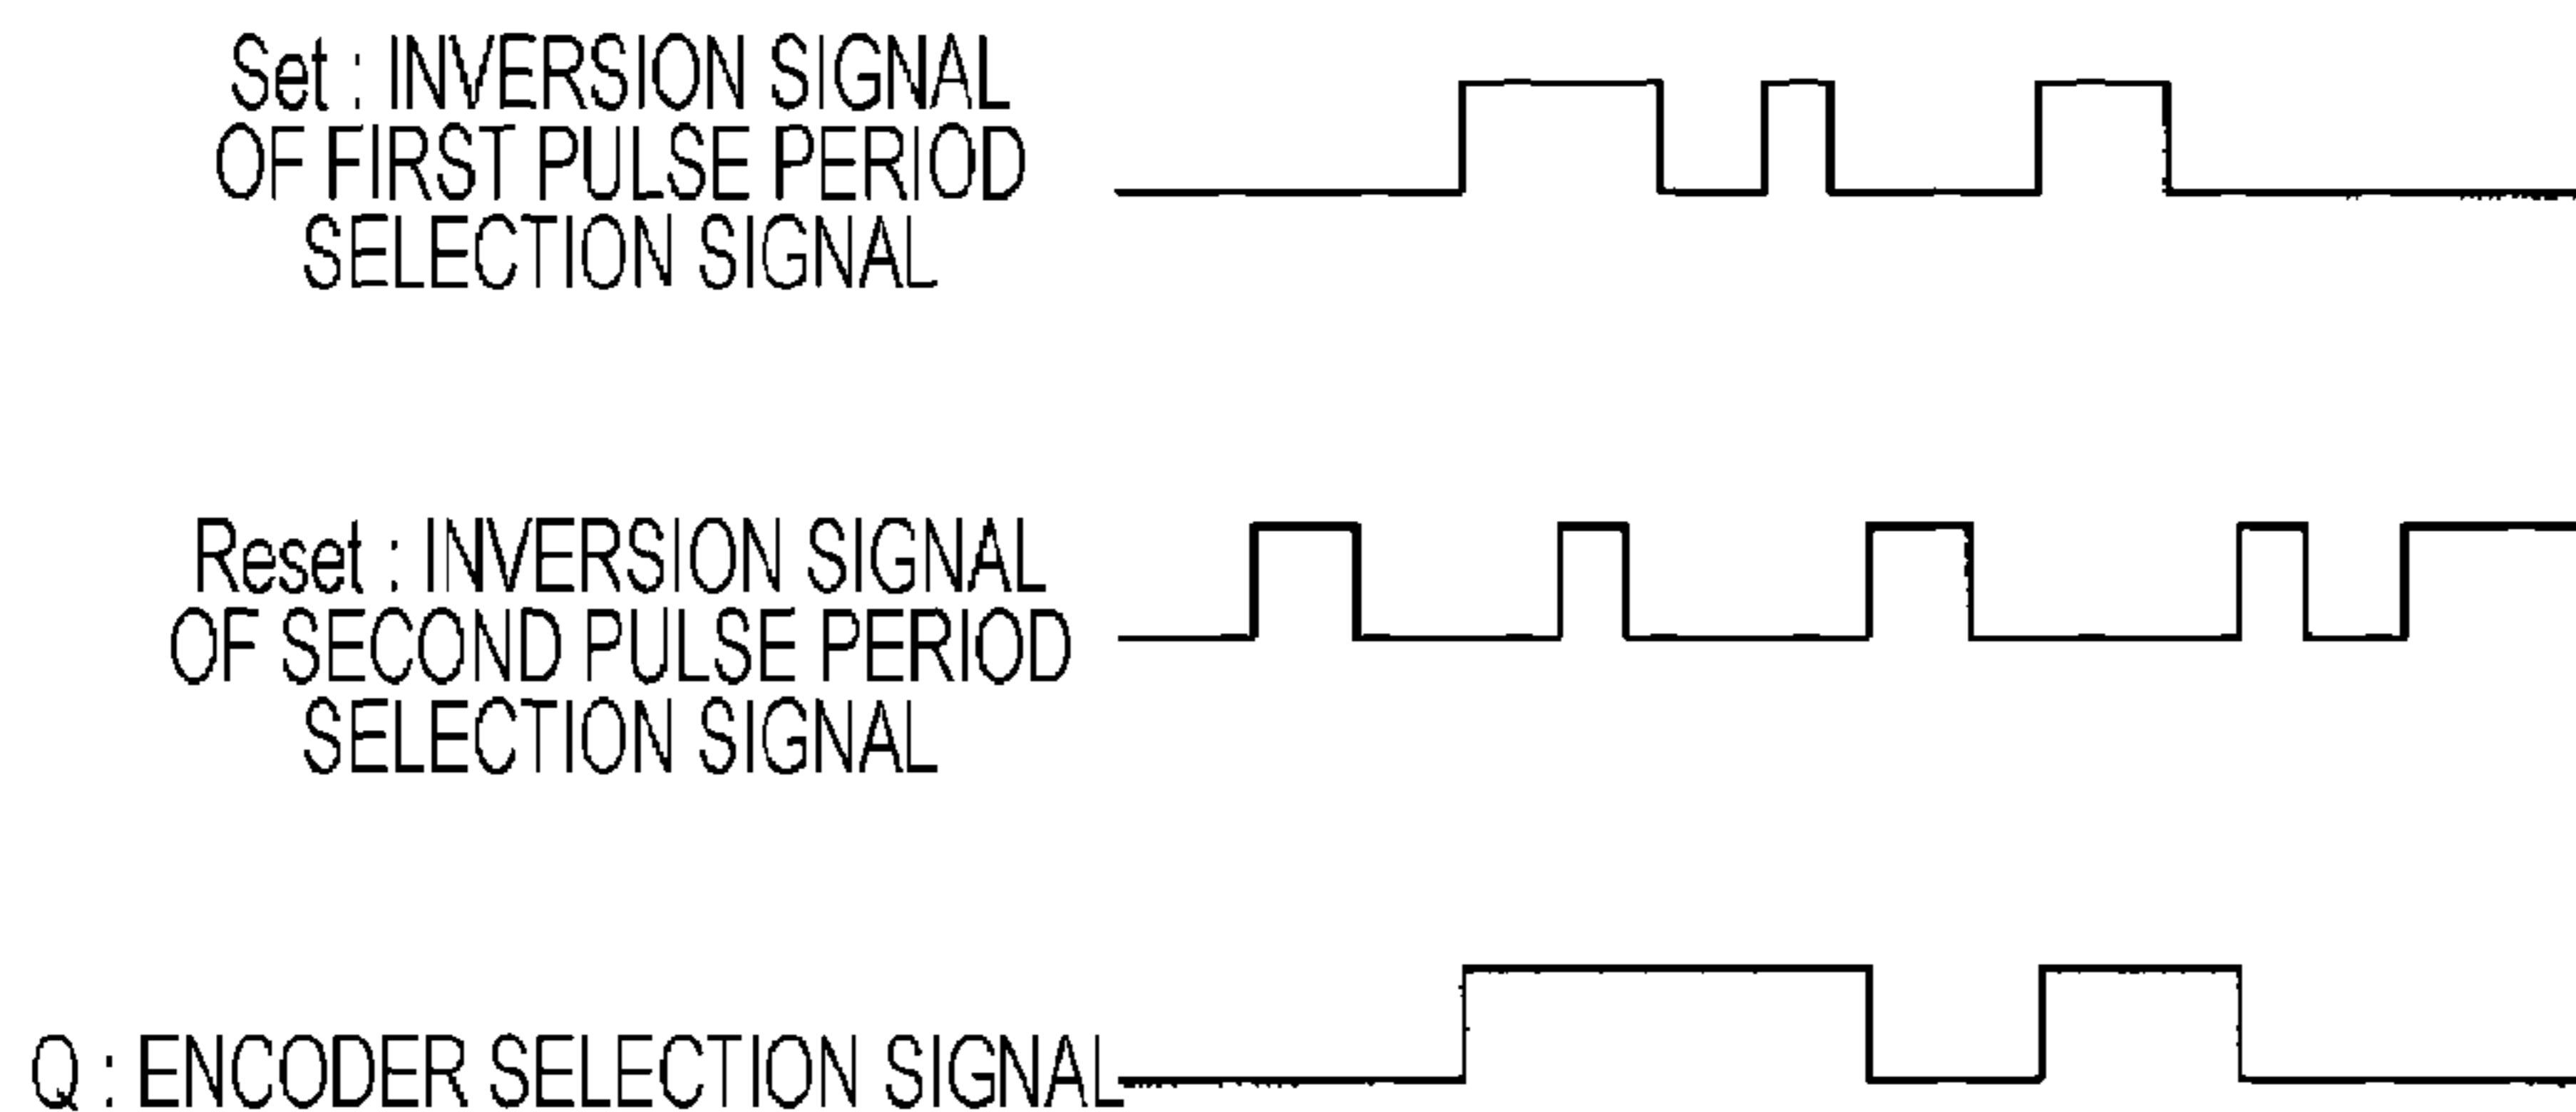 Set : INVERSION SIGNAL
OF FIRST PULSE PERIOD
SELECTION SIGNAL
Reset : INVERSION SIGNAL
OF SECOND PULSE PERIOD
SELECTION SIGNAL
Q : ENCODER SELECTION SIGNAL